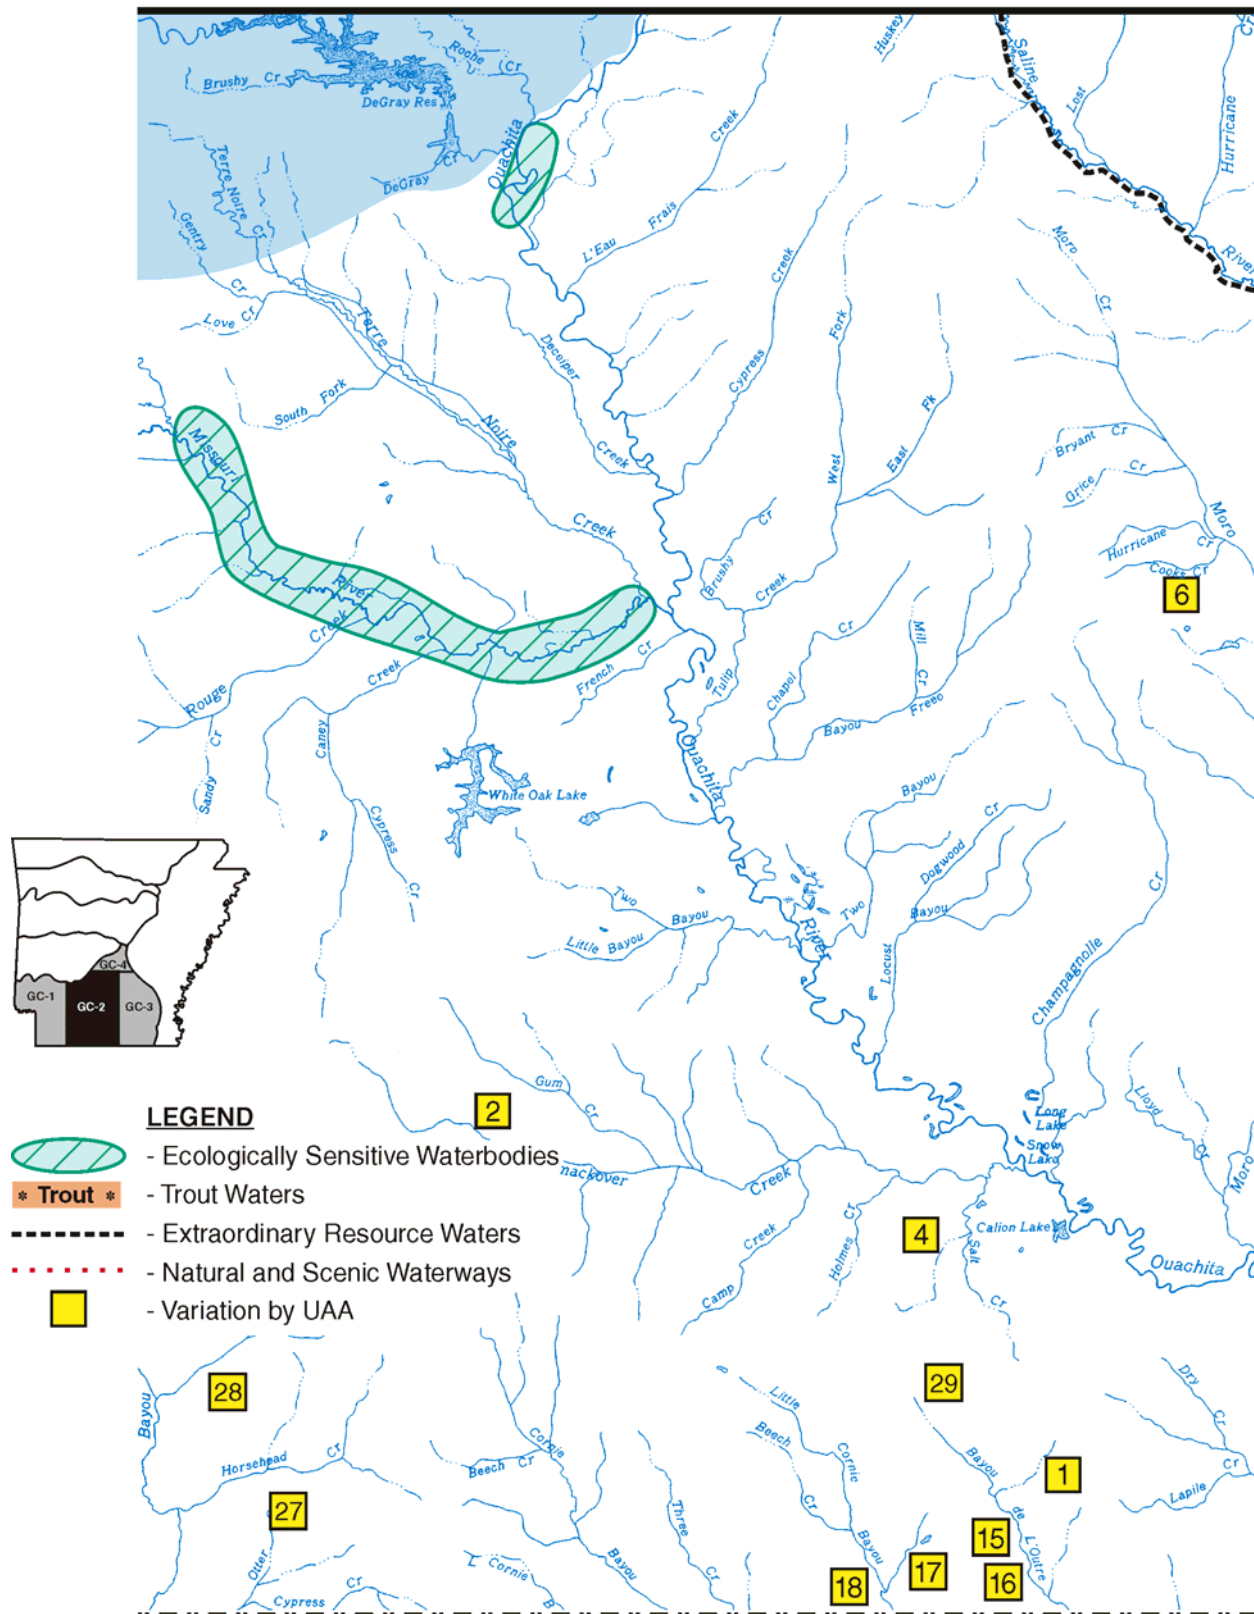 Huskey
Saline
Cr
Roche
Cr
Brushy Cr
DeGray Res
Lost
Hurricane
Ouachita
Creek
Cr
DeGray
Terre Noire
Cr
Gentry
Cr
L'Eau Frais
Moro
Cr
River
Creek
Love Cr
Terre
Fork
Deceiper
Cypress
South Fork
Noire
Fk
Creek
East
West
Bryant Cr
Grice Cr
Missouri
Moro
Creek
Cr
Brushy
Hurricane Cr
Cooks Cr
6
River
Creek
Creek
Cr
Mill
Cr
Creek
French Cr
Tulip
Chapel
Rouge
Bayou Freeo
Cr
Sandy
Caney
Ouachita
White Oak Lake
Bayou
Cypress
Cr
Cr
Dogwood
Cr
Two
Bayou
Two
Bayou
Little Bayou
River
Locust
GC-4
GC-1
GC-2
GC-3
Champagnolle
Gum
Cr
Long
Lake
Lloyd
Cr
2
Snow
Lake
Moro
LEGEND
- Ecologically Sensitive Waterbodies
nackover
Creek
* Trout *
- Trout Waters
- Extraordinary Resource Waters
Creek
Camp
Cr
Holmes
4
Calion Lake
Salt
Cr
Ouachita
- Natural and Scenic Waterways
- Variation by UAA
28
29
Bayou
Little
Dry
Cr
Beech
Cornie
Cr
Horsehead Cr
Beech Cr
Cornie
Bayou
1
Cr
Lapile
27
Three
Cr
de
15
L'Outre
Otter
Cornie
B
Bayou
Bayou
18
17
16
Cypress Cr